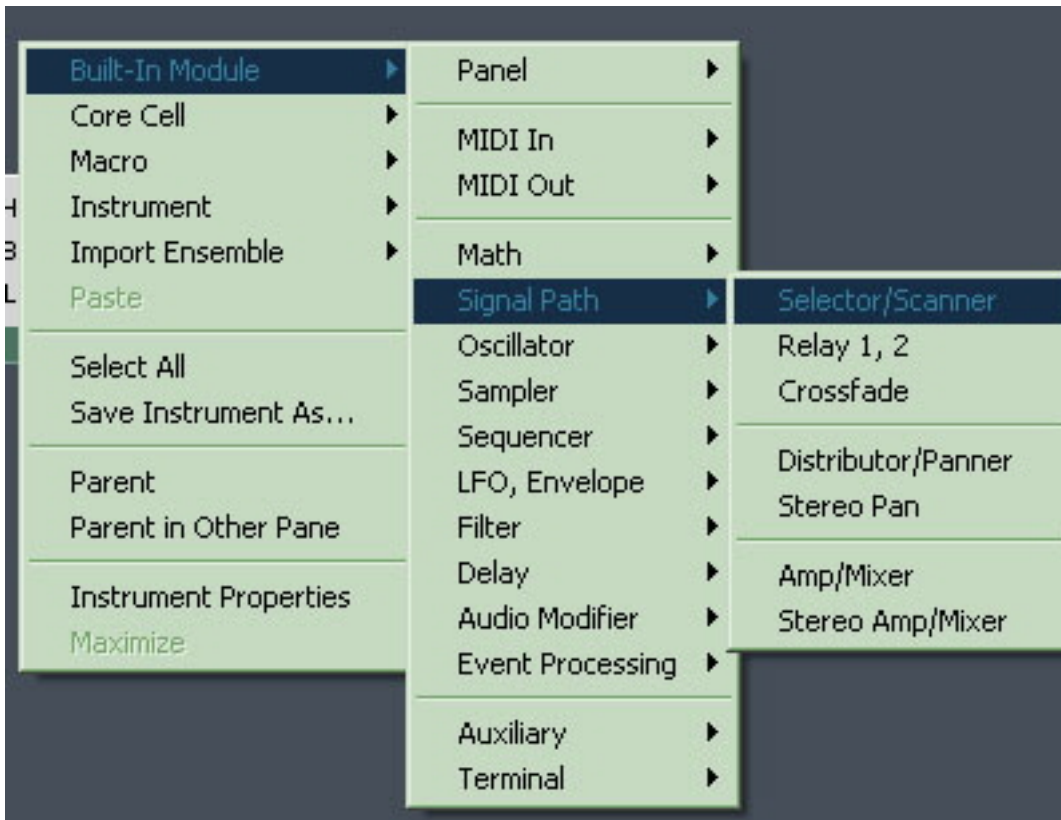 Built-In Module
Core Cell
Macro
Instrument
Import Ensemble
Paste
Select All
Save Instrument As...
Parent
Parent in Other Pane
Instrument Properties
Maximize
Panel
MIDI In
MIDI Out
Math
Signal Path
Oscillator
Sampler
Sequencer
LFO, Envelope
Filter
Delay
Audio Modifier
Event Processing
Auxiliary
Terminal
Selector/Scanner
Relay 1, 2
Crossfade
Distributor/Panner
Stereo Pan
Amp/Mixer
Stereo Amp/Mixer